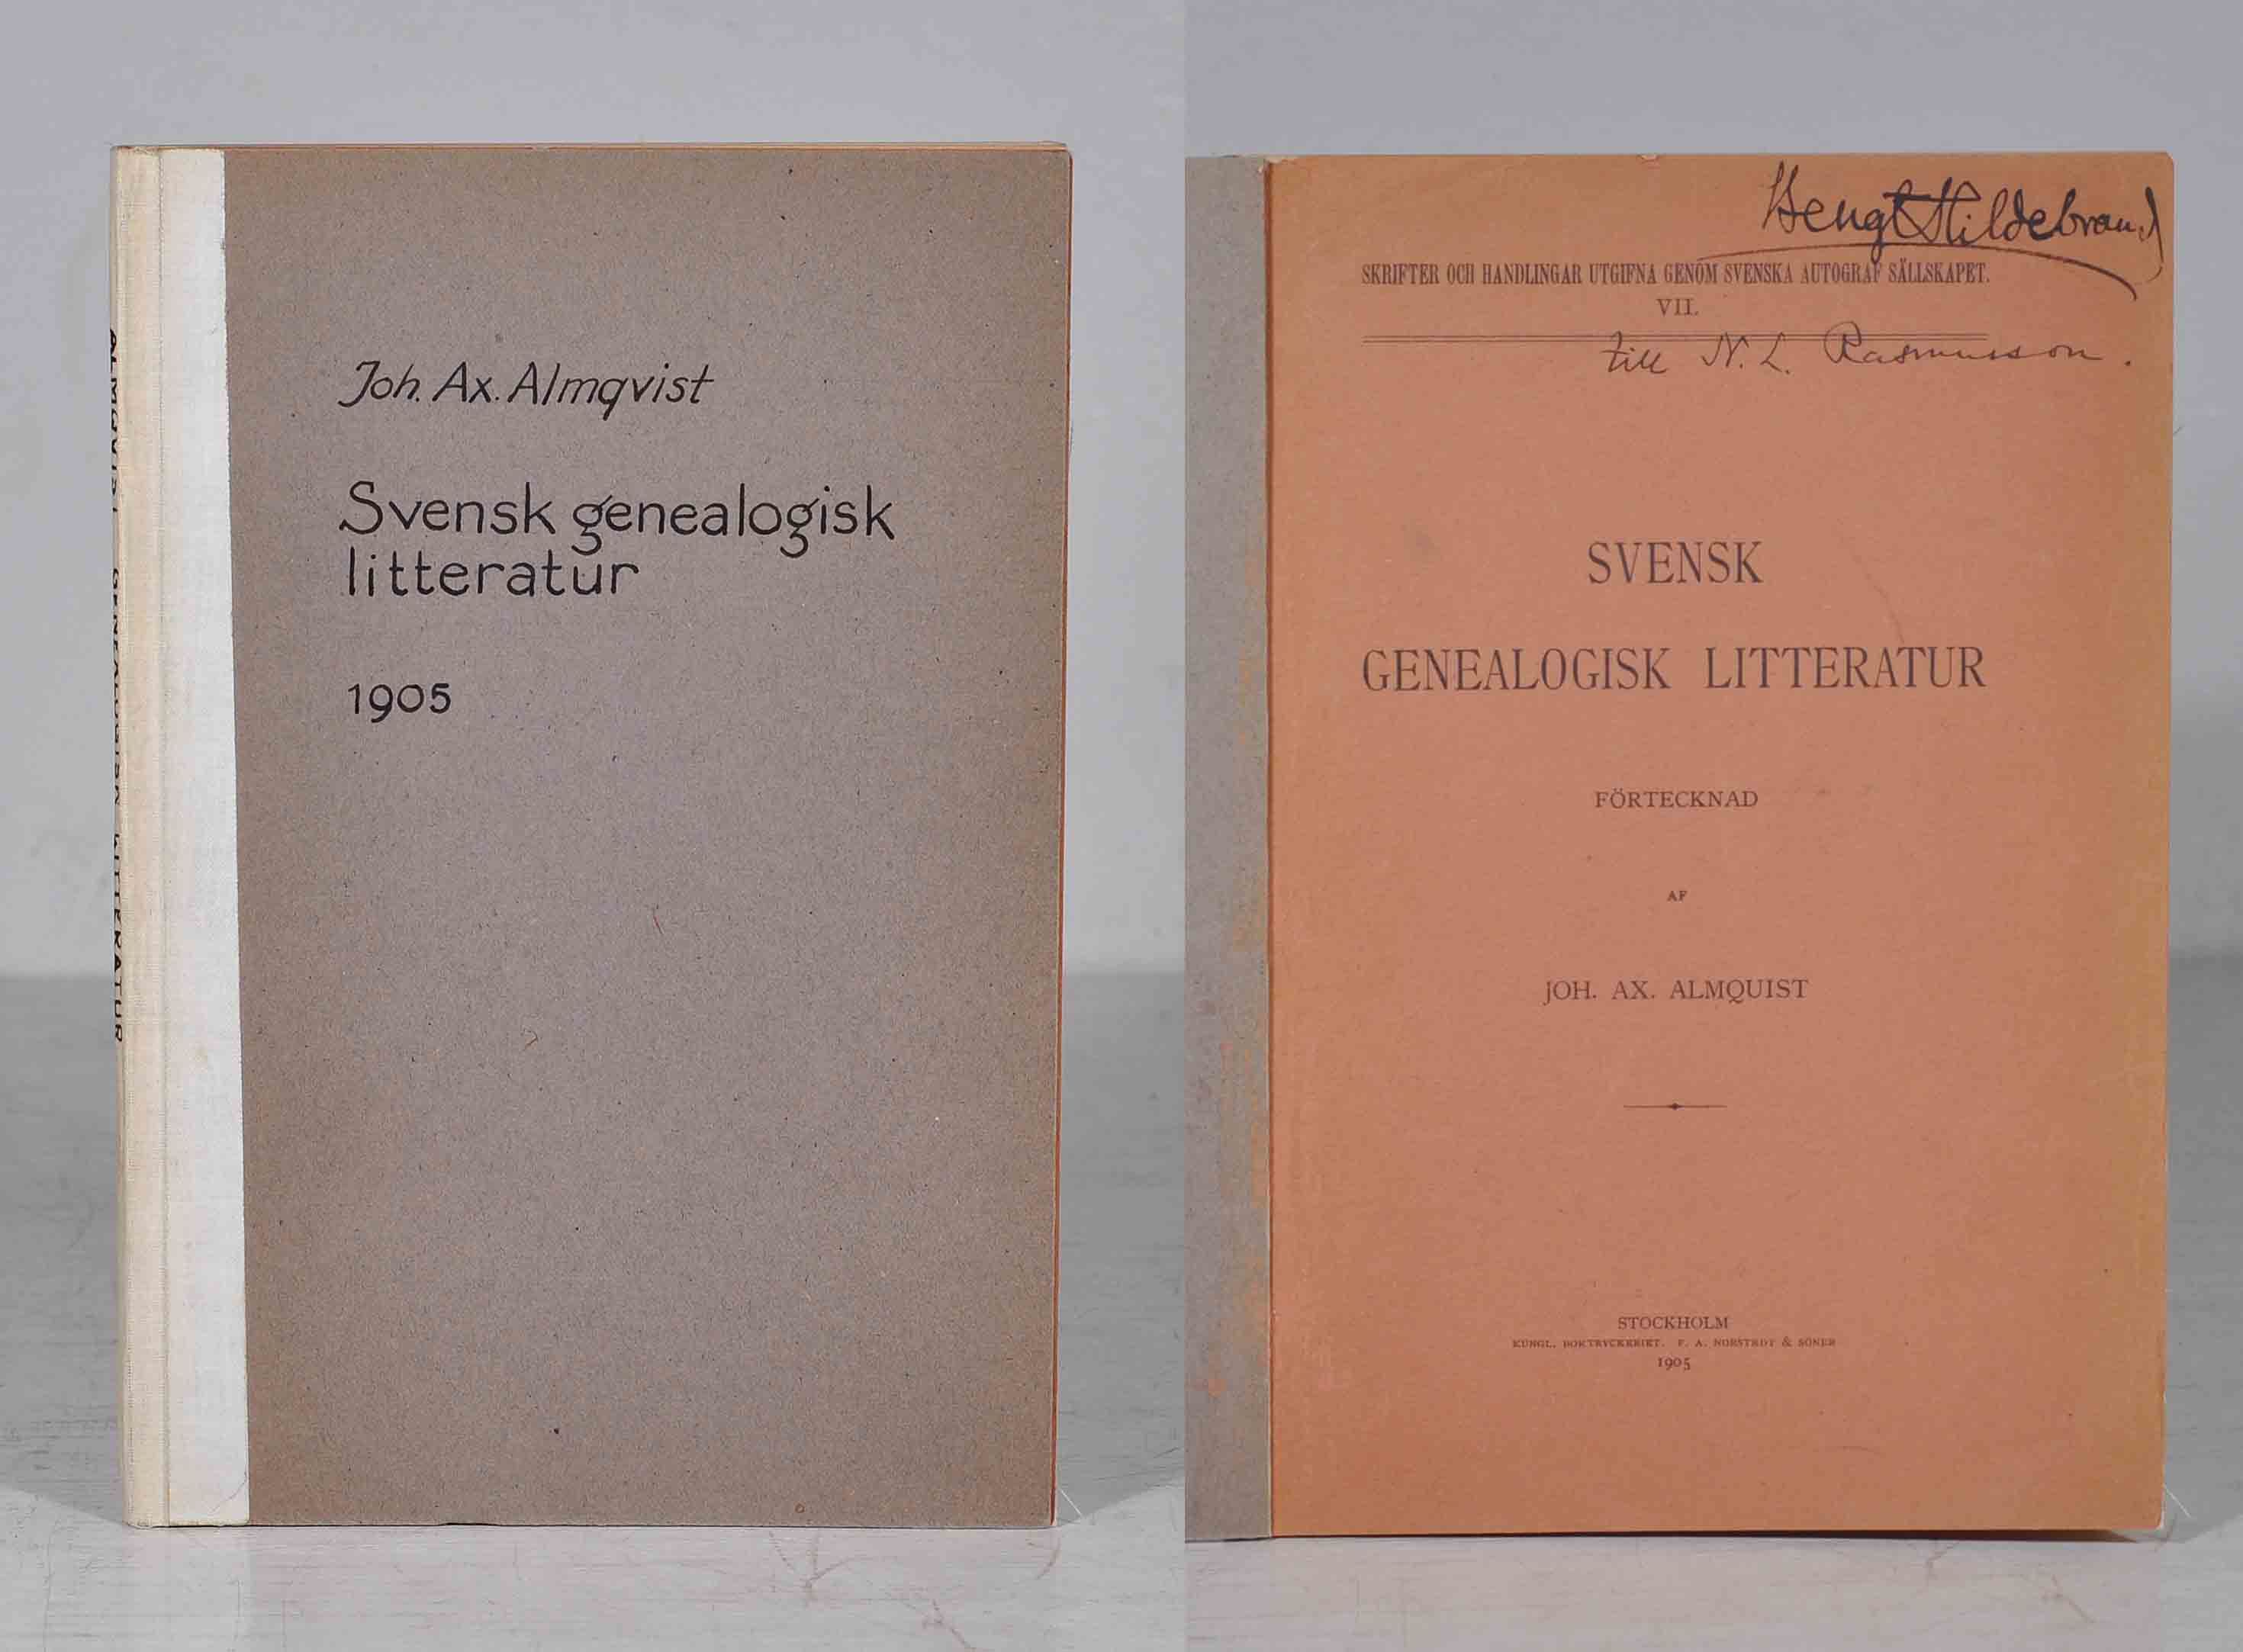 ALMQVIST. GENEALOGISK LITTERATUR
Joh. Ax. Almqvist
Svensk genealogisk
litteratur
1905
Bengt Hildebrand
SKRIFTER OCH HANDLINGAR UTGIFNA GENOM SVENSKA AUTOGRAF SÄLLSKAPET.
VII.
till N. L. Rasmusson.
SVENSK
GENEALOGISK LITTERATUR
FÖRTECKNAD
AF
JOH. AX. ALMQUIST
STOCKHOLM
KUNGL. BOKTRYCKERIET. P. A. NORSTEDT & SÖNER
1905